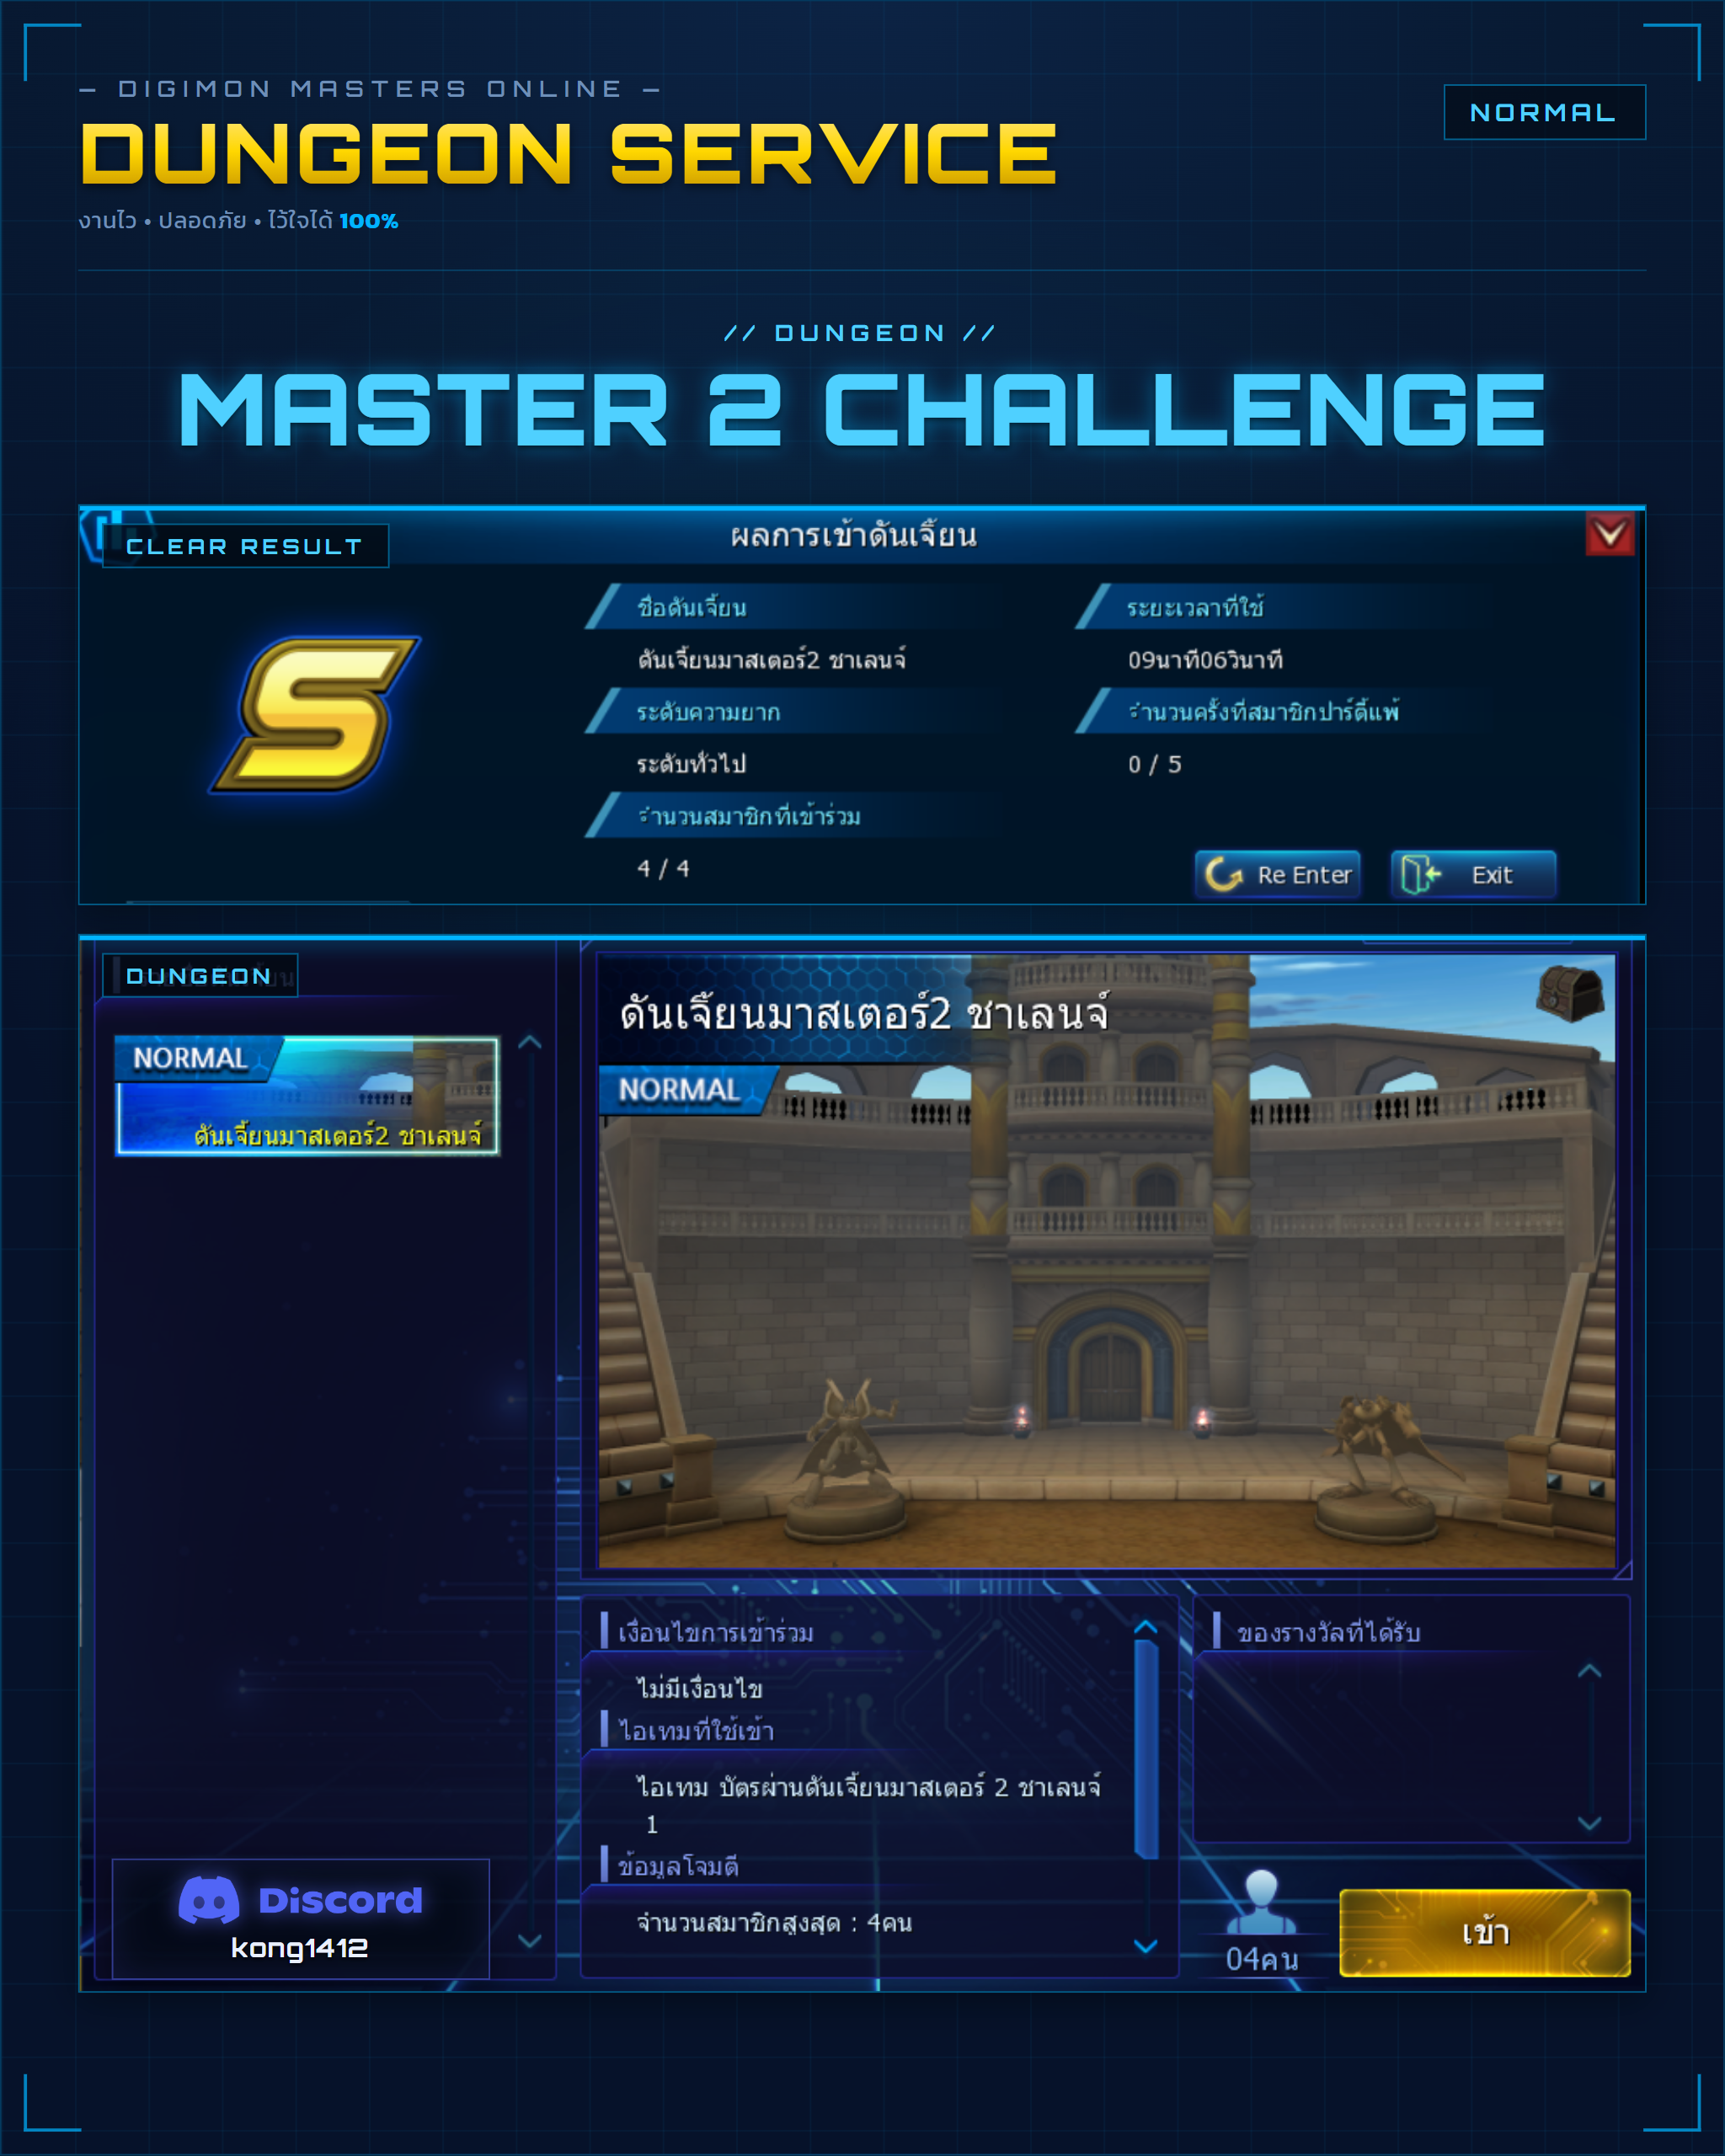 – DIGIMON MASTERS ONLINE –
DUNGEON SERVICE
NORMAL
งานไว • ปลอดภัย • ไว้ใจได้ 100%
// DUNGEON //
MASTER 2 CHALLENGE
CLEAR RESULT
ผลการเข้าดันเจี้ยน
S
ชื่อดันเจี้ยน
ระยะเวลาที่ใช้
ดันเจี้ยนมาสเตอร์2 ชาเลนจ์
09นาที06วินาที
ระดับความยาก
จำนวนครั้งที่สมาชิกปาร์ตี้แพ้
ระดับทั่วไป
0 / 5
จำนวนสมาชิกที่เข้าร่วม
4 / 4
Re Enter
Exit
DUNGEON
ดันเจี้ยนมาสเตอร์2 ชาเลนจ์
NORMAL
NORMAL
ดันเจี้ยนมาสเตอร์2 ชาเลนจ์
เงื่อนไขการเข้าร่วม
ของรางวัลที่ได้รับ
ไม่มีเงื่อนไข
ไอเทมที่ใช้เข้า
ไอเทม บัตรผ่านดันเจี้ยนมาสเตอร์ 2 ชาเลนจ์
1
ข้อมูลโจมตี
จำนวนสมาชิกสูงสุด : 4คน
04คน
เข้า
Discord
kong1412